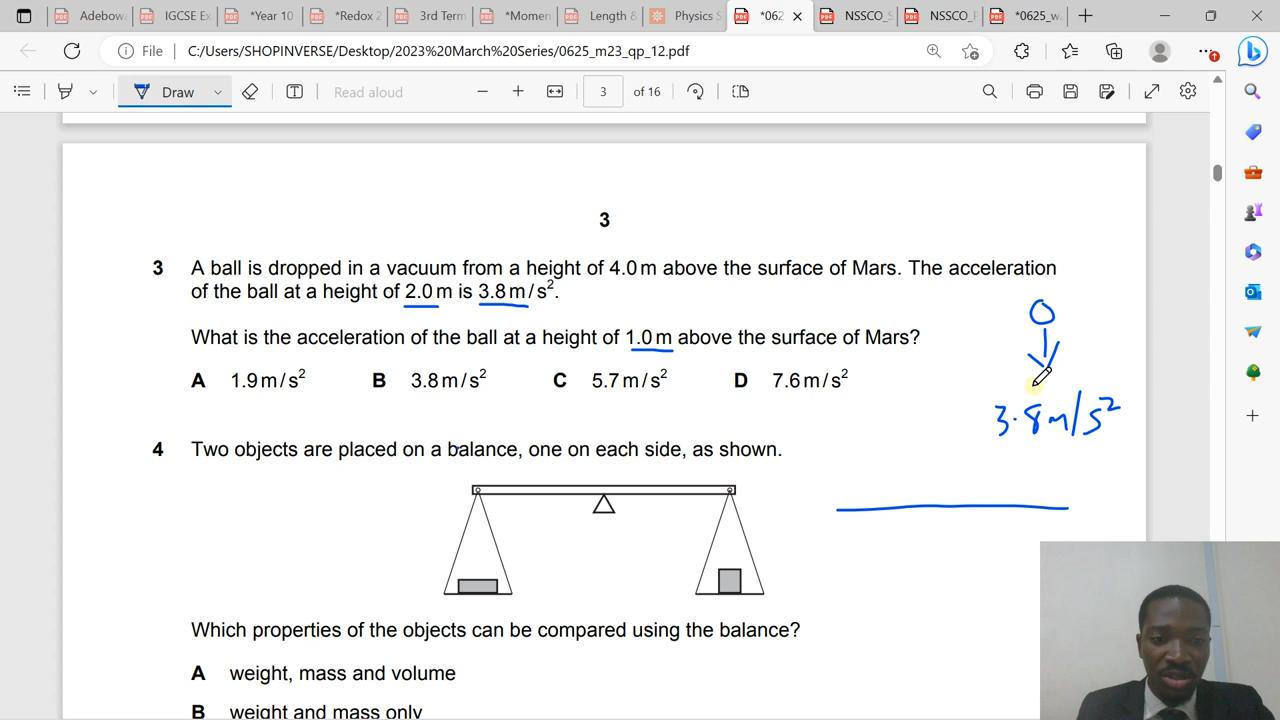 Adebow
IGCSE Ex
*Year 10
*Redox 2
3rd Term
*Momen
Length &
Physics S
*062
NSSCO_S
NSSCO_P
*0625_w
File
C:/Users/SHOPINVERSE/Desktop/2023%20March%20Series/0625_m23_qp_12.pdf
Draw
Read aloud
3 of 16
3
3 A ball is dropped in a vacuum from a height of 4.0 m above the surface of Mars. The acceleration
of the ball at a height of 2.0 m is 3.8 m/s².
What is the acceleration of the ball at a height of 1.0 m above the surface of Mars?
A 1.9 m/s² B 3.8 m/s² C 5.7 m/s² D 7.6 m/s²
3.8m/s²
4 Two objects are placed on a balance, one on each side, as shown.
Which properties of the objects can be compared using the balance?
A weight, mass and volume
B weight and mass only